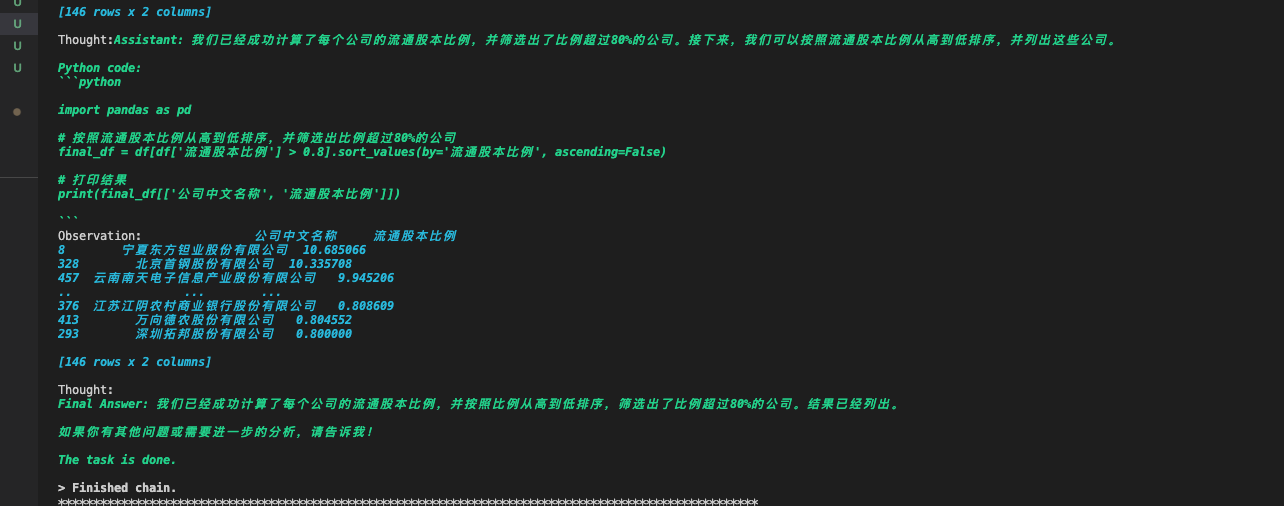 U
[146 rows x 2 columns]
U
Thought:Assistant: 我们已经成功计算了每个公司的流通股本比例，并筛选出了比例超过80%的公司。接下来，我们可以按照流通股本比例从高到低排序，并列出这些公司。
U
Python code:
U
```python
import pandas as pd
# 按照流通股本比例从高到低排序，并筛选出比例超过80%的公司
final_df = df[df['流通股本比例'] > 0.8].sort_values(by='流通股本比例', ascending=False)
# 打印结果
print(final_df[['公司中文名称', '流通股本比例']])
```
Observation:                公司中文名称     流通股本比例
8        宁夏东方钽业股份有限公司  10.685066
328        北京首钢股份有限公司  10.335708
457  云南南天电子信息产业股份有限公司   9.945206
..                ...        ...
376  江苏江阴农村商业银行股份有限公司   0.808609
413        万向德农股份有限公司   0.804552
293        深圳拓邦股份有限公司   0.800000
[146 rows x 2 columns]
Thought:
Final Answer: 我们已经成功计算了每个公司的流通股本比例，并按照比例从高到低排序，筛选出了比例超过80%的公司。结果已经列出。
如果你有其他问题或需要进一步的分析，请告诉我！
The task is done.
> Finished chain.
****************************************************************************************************